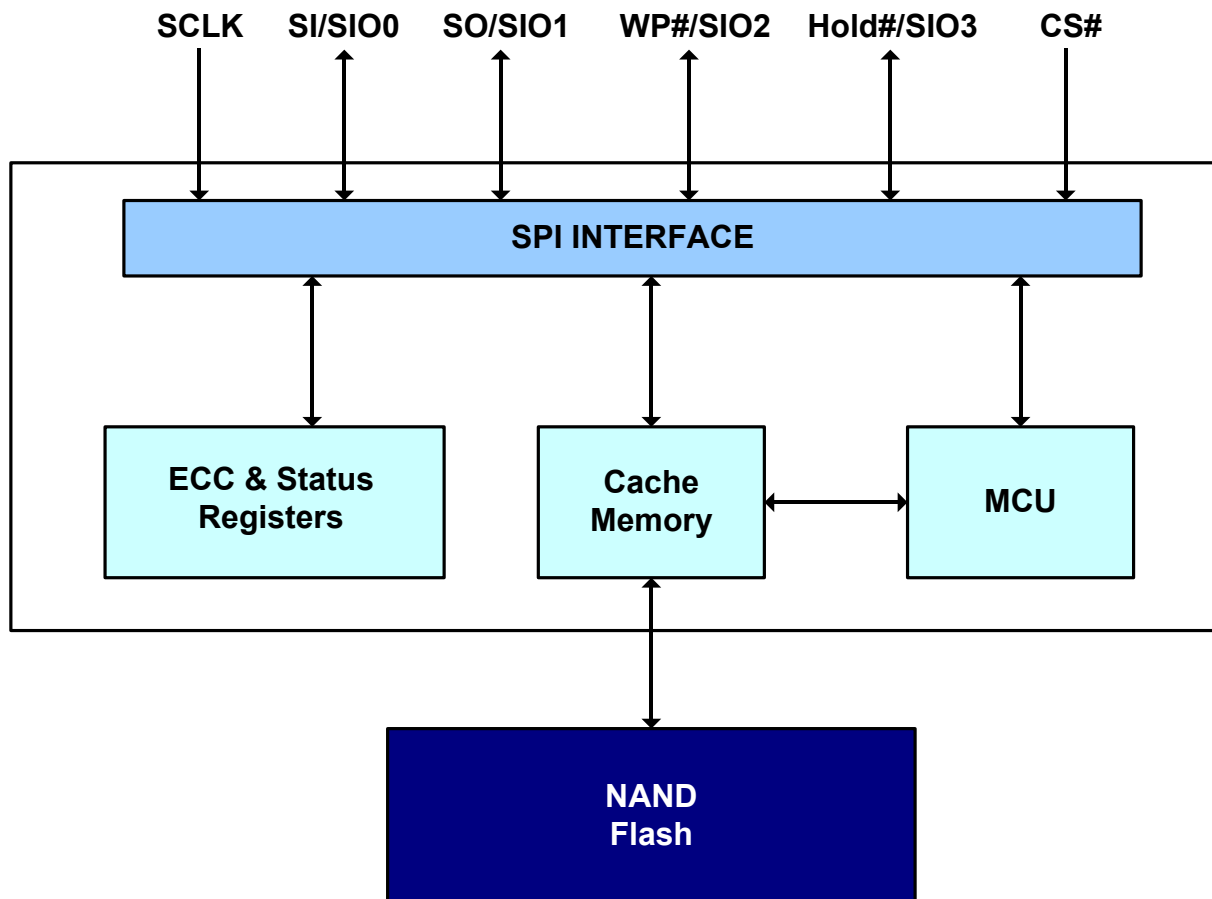 SCLK SI/SIO0 SO/SIO1 WP#/SIO2 Hold#/SIO3 CS#
SPI INTERFACE
ECC & Status
Registers
Cache
Memory
MCU
NAND
Flash